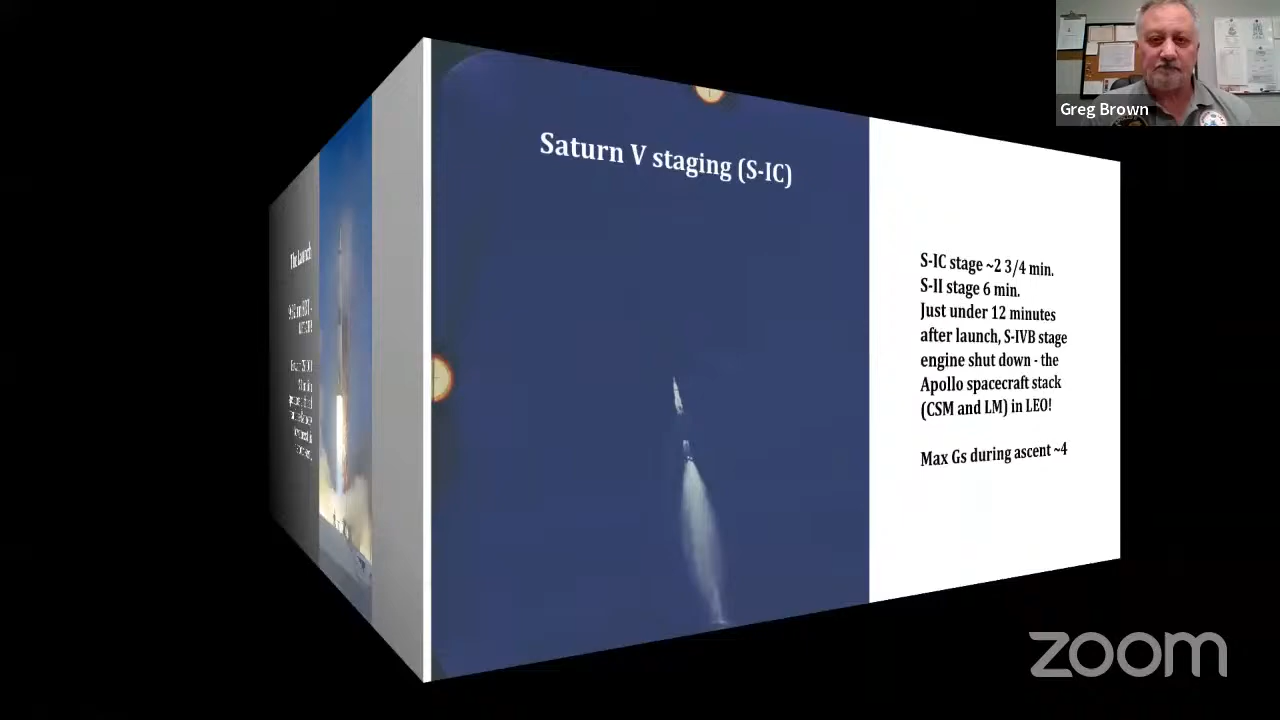 Greg Brown
The Launch
Saturn V staging (S-IC)
S-IC stage ~2 3/4 min.
S-II stage 6 min.
Just under 12 minutes
after launch, S-IVB stage
engine shut down - the
Apollo spacecraft stack
(CSM and LM) in LEO!
Max Gs during ascent ~4
zoom